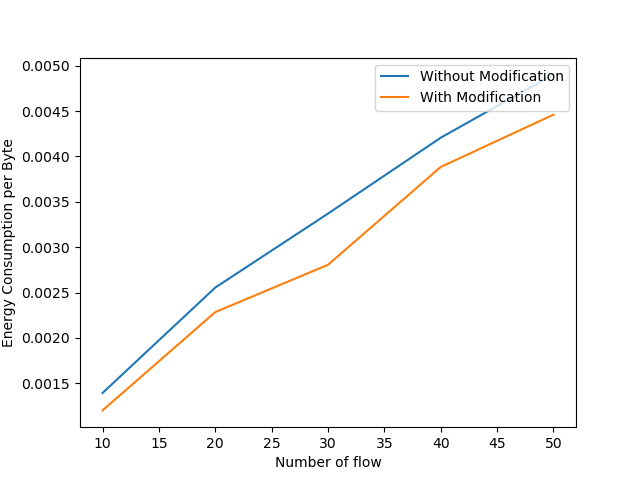 Without Modification
With Modification
0.0050
0.0045
0.0040
0.0035
0.0030
0.0025
0.0020
0.0015
Energy Consumption per Byte
10 15 20 25 30 35 40 45 50
Number of flow